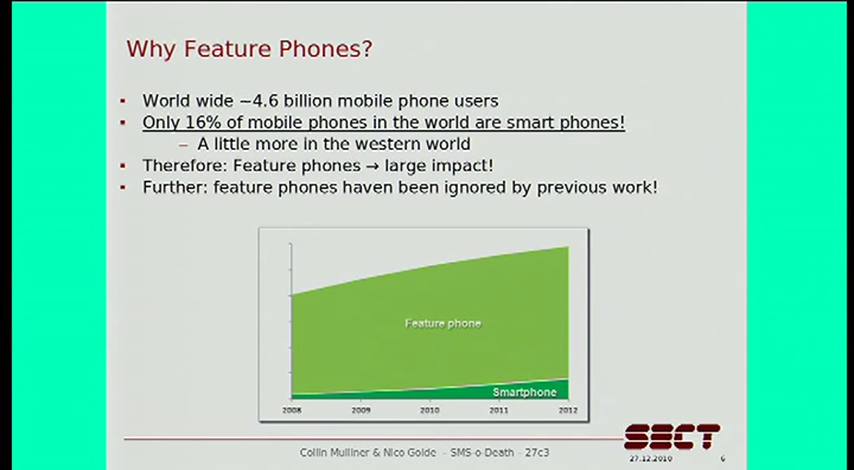 Why Feature Phones?
World wide ~4.6 billion mobile phone users
Only 16% of mobile phones in the world are smart phones!
– A little more in the western world
Therefore: Feature phones → large impact!
Further: feature phones haven been ignored by previous work!
Feature phone
Smartphone
2008 2009 2010 2011 2012
Collin Mulliner & Nico Golde - SMS-o-Death - 27c3
SECT
27.12.2010 6